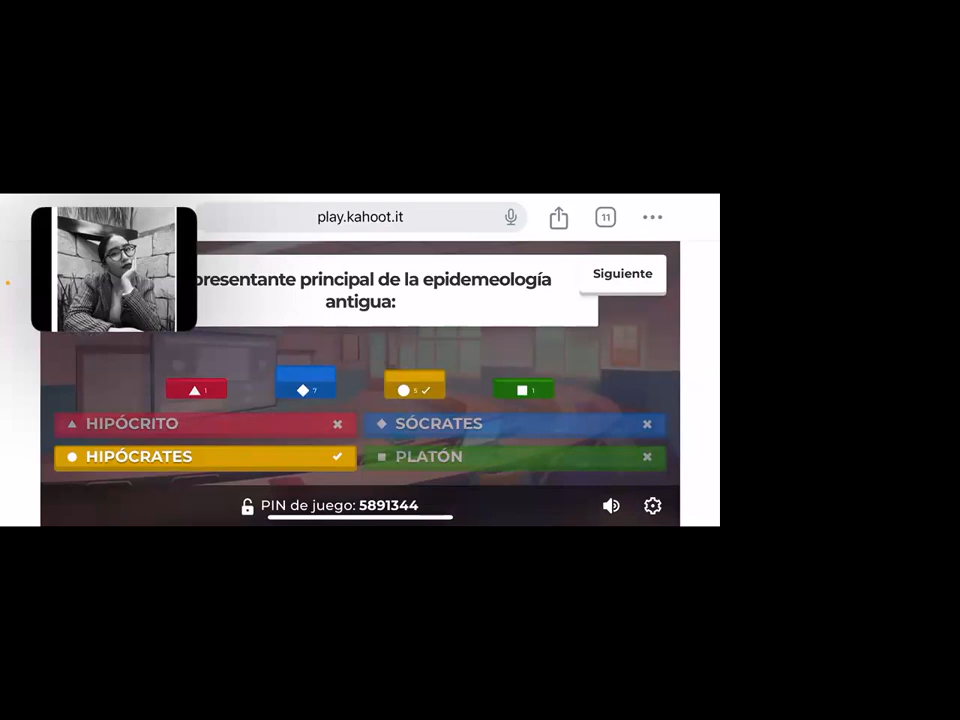 play.kahoot.it
11
presentante principal de la epidemeología
antigua:
Siguiente
1
7
5
1
HIPÓCRITO
SÓCRATES
HIPÓCRATES
PLATÓN
PIN de juego: 5891344